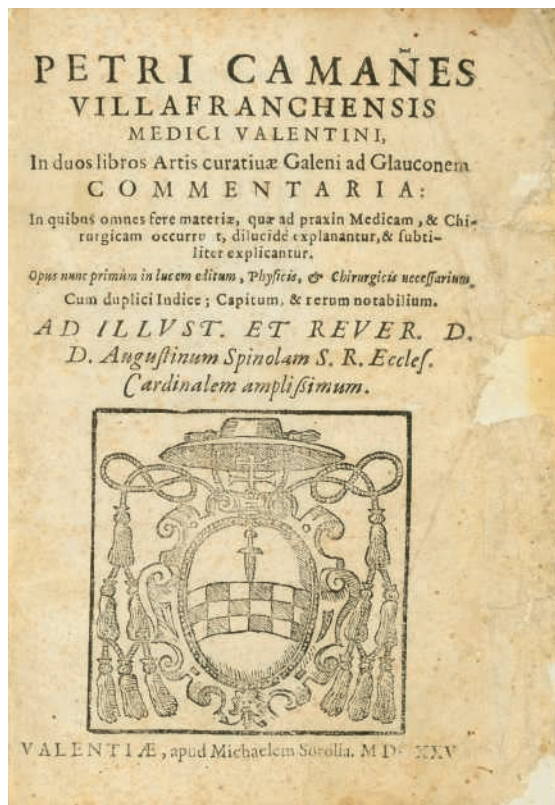 PETRI CAMAÑES
VILLAFRANCHENSIS
MEDICI VALENTINI,
In duos libros Artis curatiuæ Galeni ad Glauconem
COMMENTARIA:
In quibus omnes fere materiæ, quæ ad praxin Medicam, & Chi-
rurgicam occurru t, dilucidè explanantur, & subti-
liter explicantur.
Opus nunc primùm in lucem editum, Physicis, & Chirurgicis necessarium.
Cum duplici Indice; Capitum, & rerum notabilium.
AD ILLVST. ET REVER. D.
D. Augustinum Spinolam S. R. Eccles.
Cardinalem amplissimum.
VALENTIÆ, apud Michaelem Sorolla. M D XXV